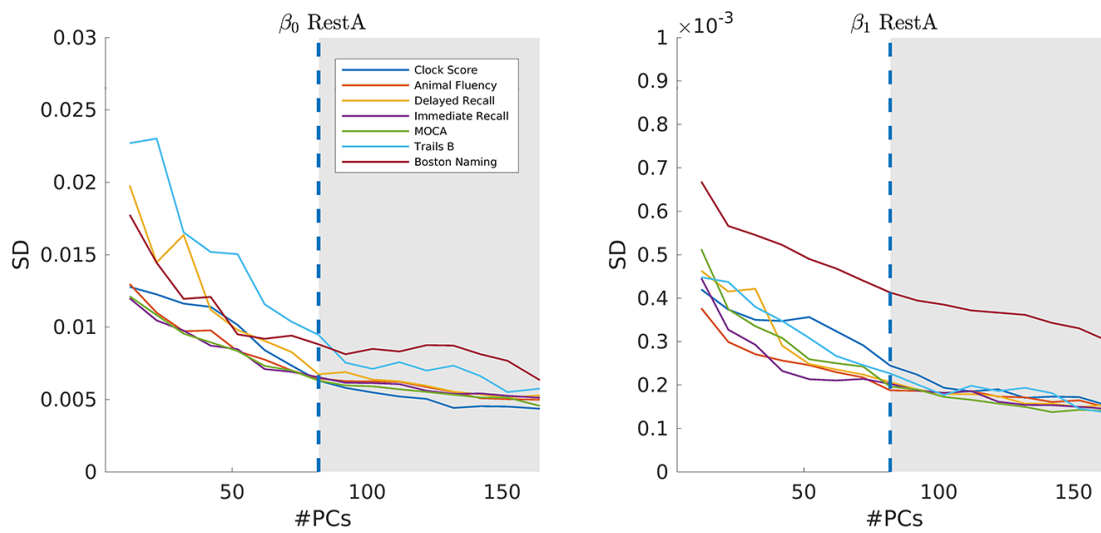 β₀ RestA
0.03
0.025
0.02
0.015
0.01
0.005
0
SD
50
100
150
#PCs
Clock Score
Animal Fluency
Delayed Recall
Immediate Recall
MOCA
Trails B
Boston Naming
β₁ RestA
×10⁻³
1
0.9
0.8
0.7
0.6
0.5
0.4
0.3
0.2
0.1
0
SD
50
100
150
#PCs